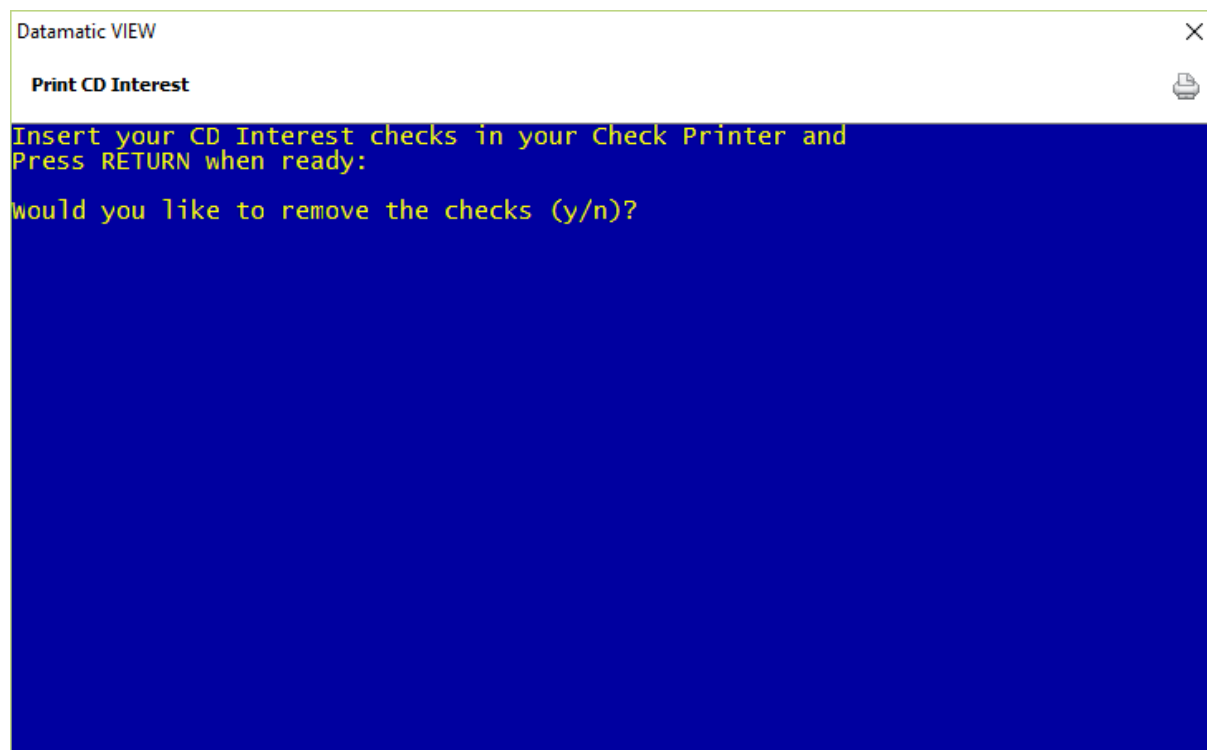 Datamatic VIEW
Print CD Interest
Insert your CD Interest checks in your Check Printer and
Press RETURN when ready:
Would you like to remove the checks (y/n)?